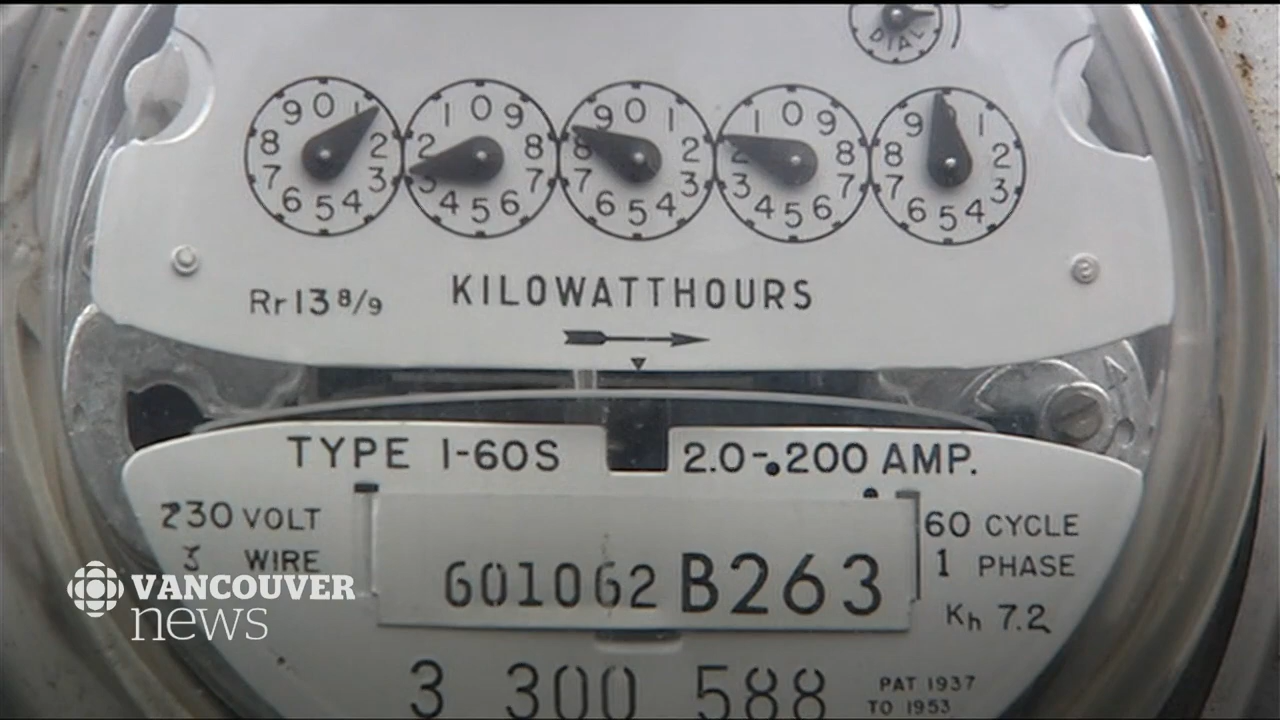 DIAL
9 0 1 8 2 7 3 6 5 4
1 0 9 2 8 3 7 4 5 6
9 0 1 8 2 7 3 6 5 4
1 0 9 2 8 3 7 4 5 6
9 1 8 2 7 3 6 5 4
Rr 13 8/9
KILOWATTHOURS
TYPE I-60S
2.0-.200 AMP.
230 VOLT
3 WIRE
60 CYCLE
1 PHASE
Kh 7.2
601062 B263
3 300 588
PAT 1937
TO 1953
VANCOUVER
news